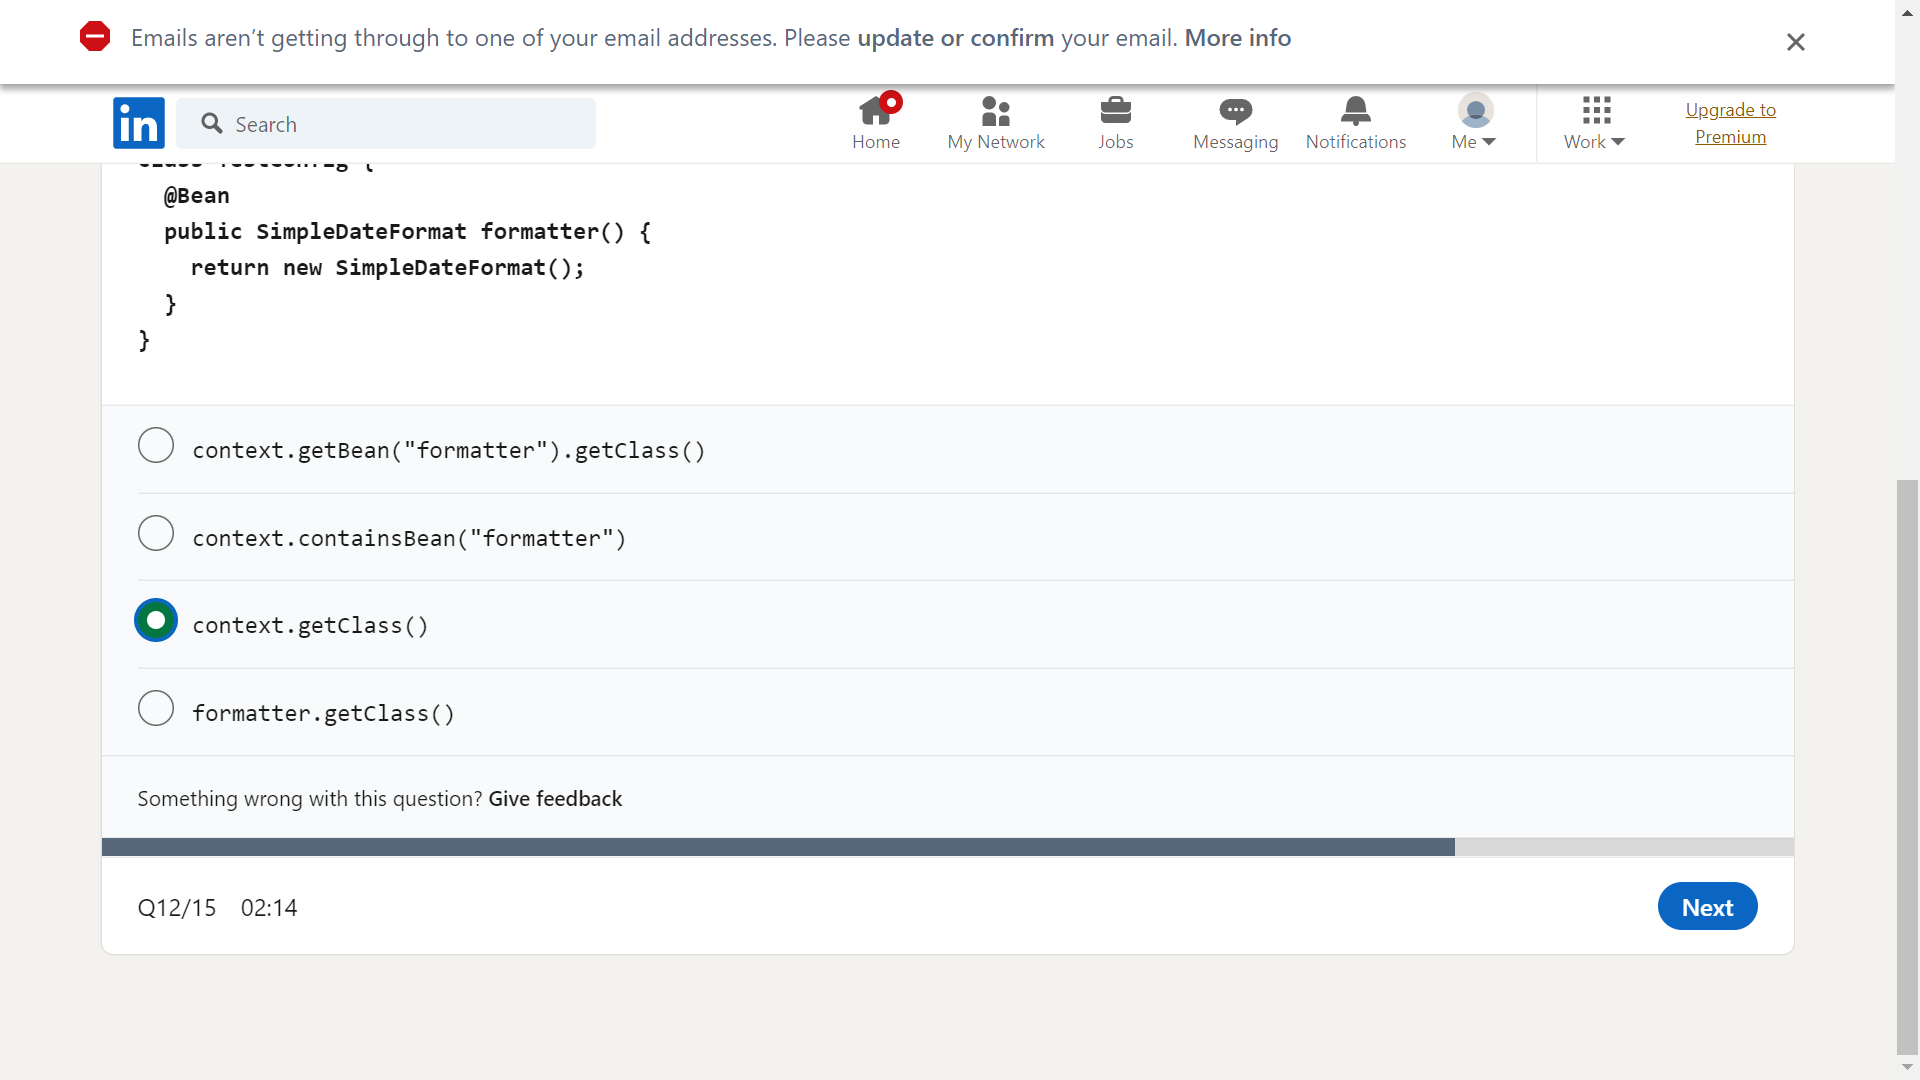 Emails aren't getting through to one of your email addresses. Please update or confirm your email. More info
in
Search
Home
My Network
Jobs
Messaging
Notifications
Me
Work
Upgrade to
Premium
class TestConfig {
@Bean
public SimpleDateFormat formatter() {
return new SimpleDateFormat();
}
}
context.getBean("formatter").getClass()
context.containsBean("formatter")
context.getClass()
formatter.getClass()
Something wrong with this question? Give feedback
Q12/15 02:14
Next